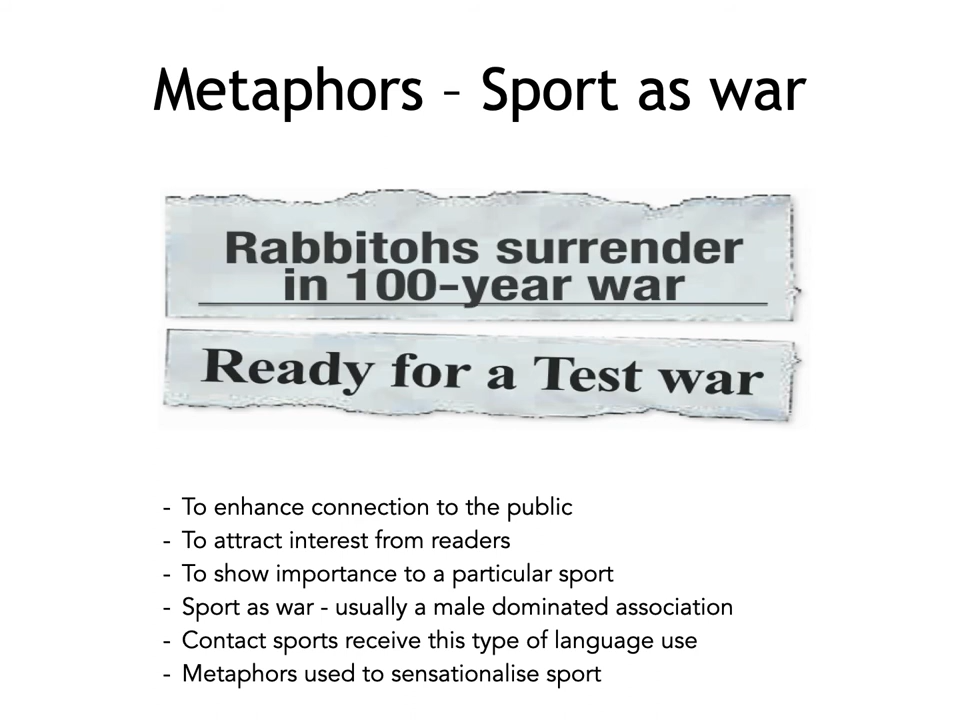 Metaphors – Sport as war
Rabbitohs surrender
in 100-year war
Ready for a Test war
- To enhance connection to the public
- To attract interest from readers
- To show importance to a particular sport
- Sport as war - usually a male dominated association
- Contact sports receive this type of language use
- Metaphors used to sensationalise sport